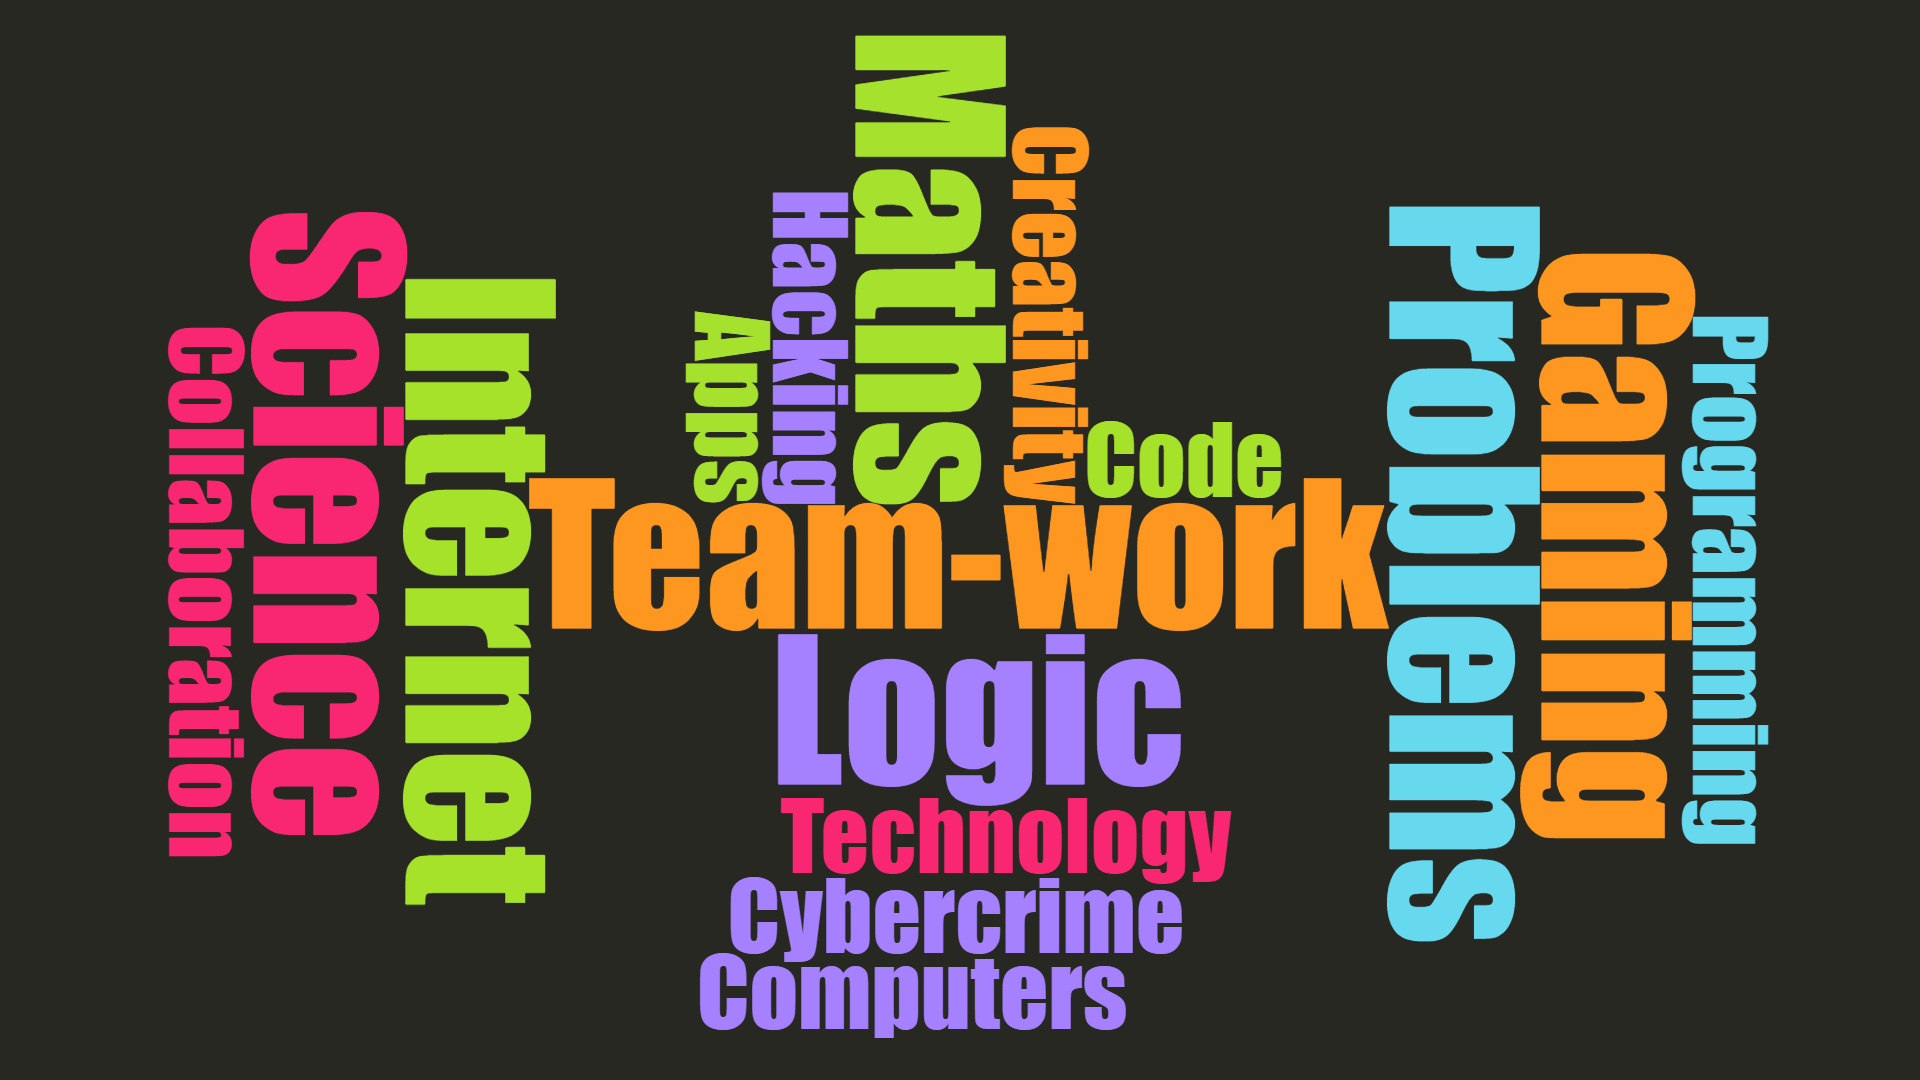 Collaboration
Science
Internet
Apps
Hacking
Maths
Creativity
Code
Team-work
Logic
Technology
Cybercrime
Computers
Problems
Gaming
Programming